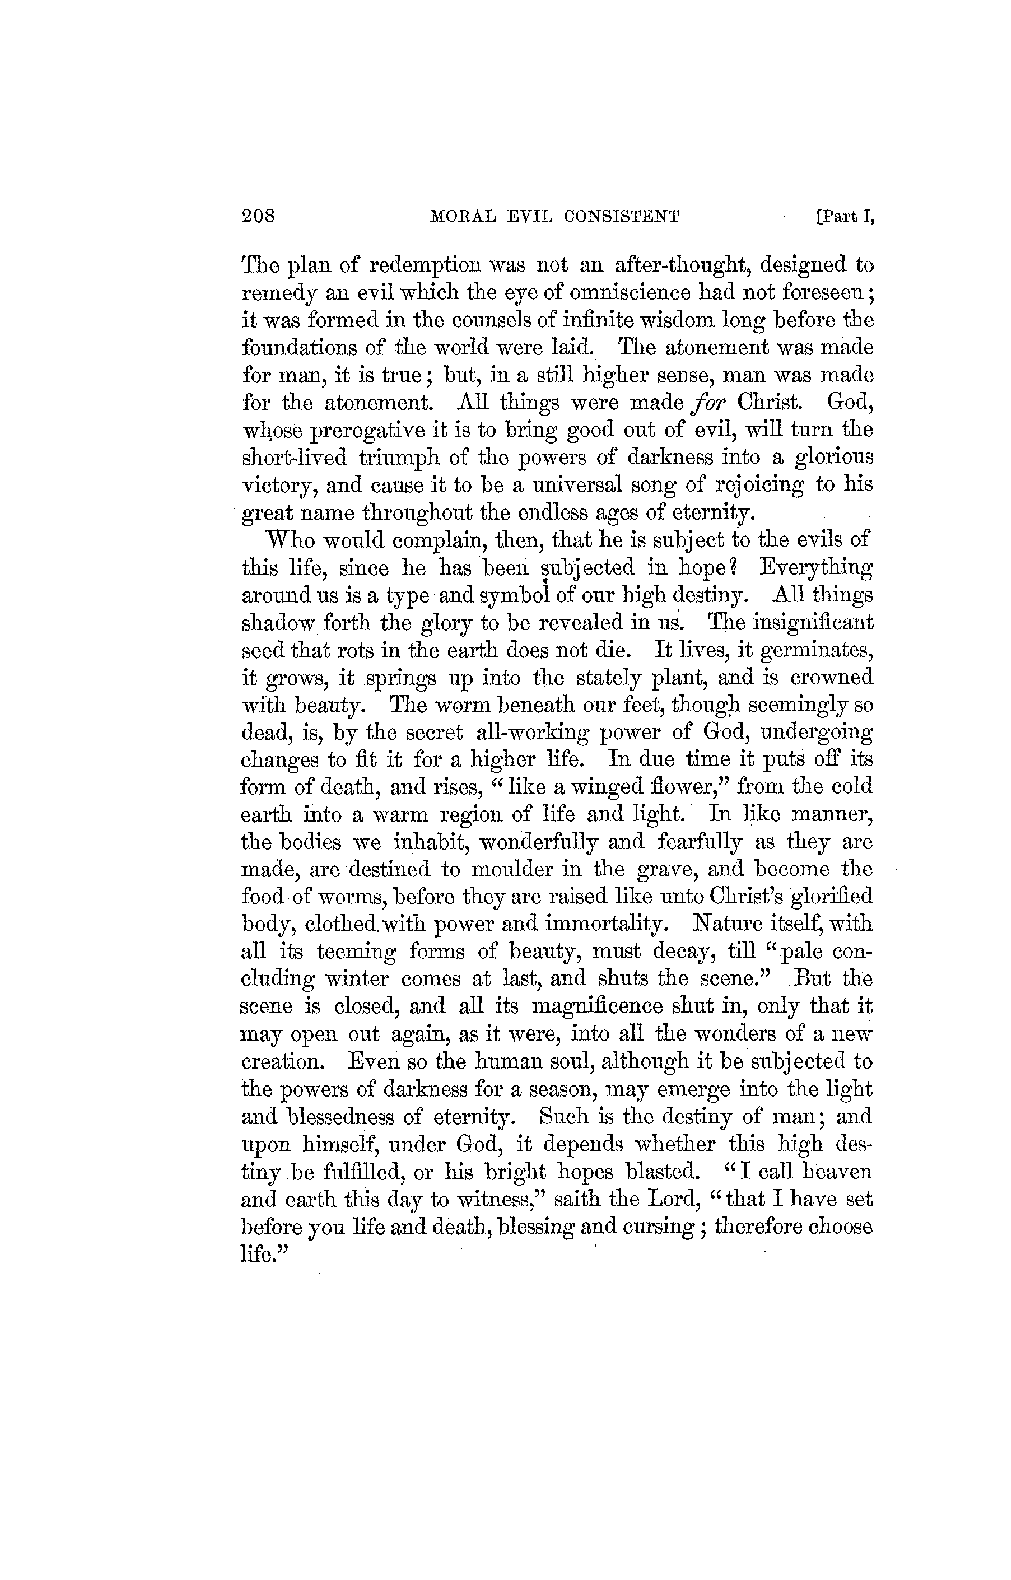 208 MORAL EVIL CONSISTENT [Part I,
The plan of redemption was not an after-thought, designed to
remedy an evil which the eye of omniscience had not foreseen;
it was formed in the counsels of infinite wisdom long before the
foundations of the world were laid. The atonement was made
for man, it is true; but, in a still higher sense, man was made
for the atonement. All things were made for Christ. God,
whose prerogative it is to bring good out of evil, will turn the
short-lived triumph of the powers of darkness into a glorious
victory, and cause it to be a universal song of rejoicing to his
great name throughout the endless ages of eternity.
Who would complain, then, that he is subject to the evils of
this life, since he has been subjected in hope? Everything
around us is a type and symbol of our high destiny. All things
shadow forth the glory to be revealed in us. The insignificant
seed that rots in the earth does not die. It lives, it germinates,
it grows, it springs up into the stately plant, and is crowned
with beauty. The worm beneath our feet, though seemingly so
dead, is, by the secret all-working power of God, undergoing
changes to fit it for a higher life. In due time it puts off its
form of death, and rises, "like a winged flower," from the cold
earth into a warm region of life and light. In like manner,
the bodies we inhabit, wonderfully and fearfully as they are
made, are destined to moulder in the grave, and become the
food of worms, before they are raised like unto Christ's glorified
body, clothed with power and immortality. Nature itself, with
all its teeming forms of beauty, must decay, till "pale con-
cluding winter comes at last, and shuts the scene." But the
scene is closed, and all its magnificence shut in, only that it
may open out again, as it were, into all the wonders of a new
creation. Even so the human soul, although it be subjected to
the powers of darkness for a season, may emerge into the light
and blessedness of eternity. Such is the destiny of man; and
upon himself, under God, it depends whether this high des-
tiny be fulfilled, or his bright hopes blasted. "I call heaven
and earth this day to witness," saith the Lord, "that I have set
before you life and death, blessing and cursing; therefore choose
life."